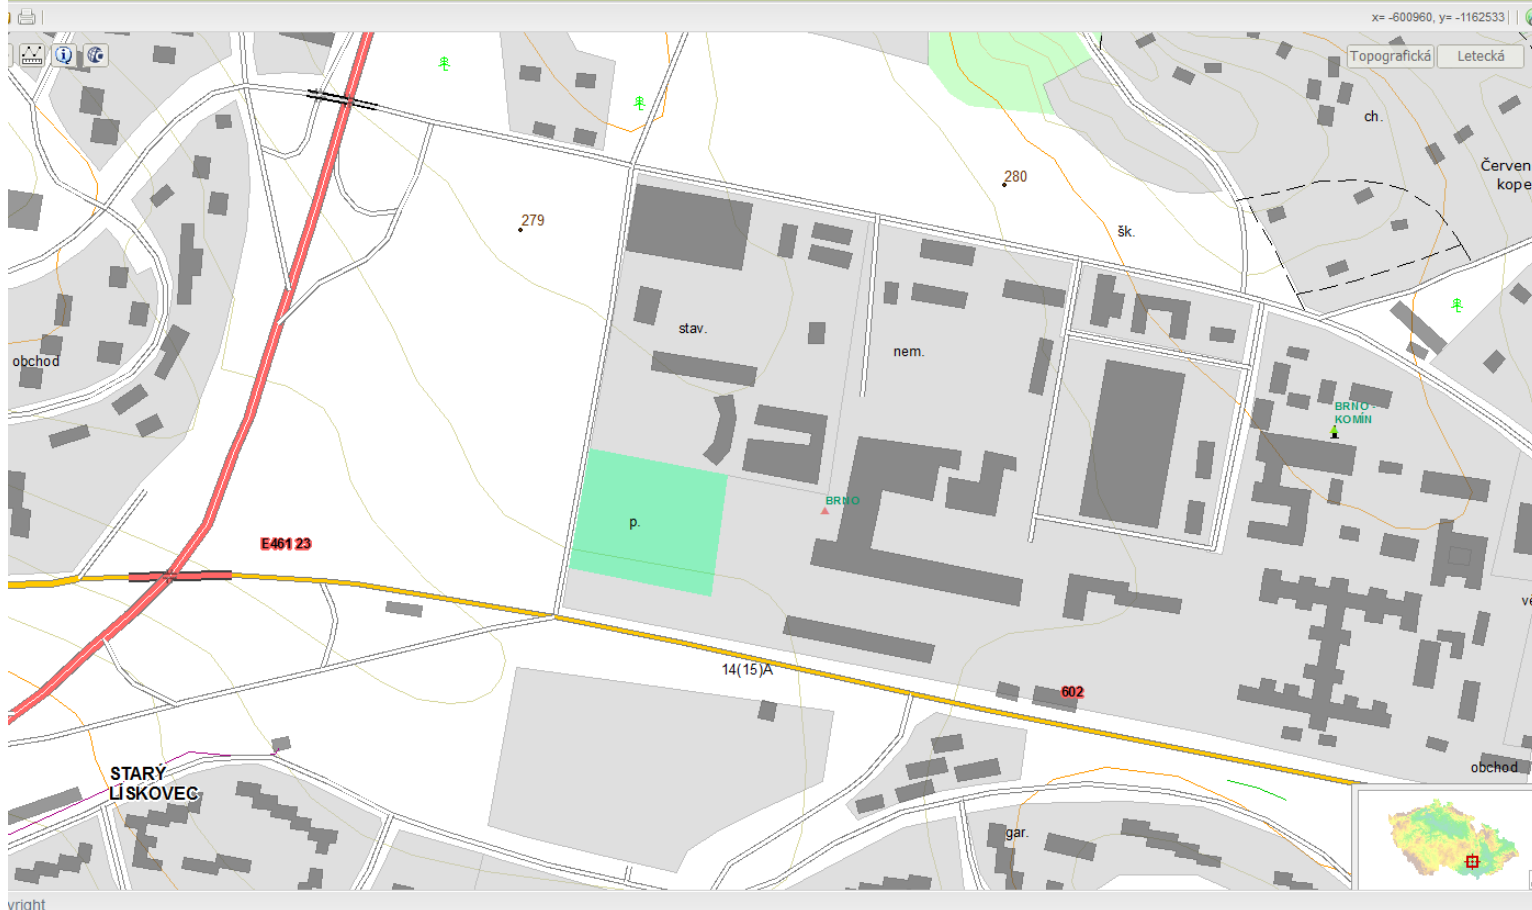 x= -600960, y= -1162533
Topografická
Letecká
ch.
Červen
kope
280
279
šk.
stav.
nem.
obchod
BRNO -
KOMÍN
BRNO
p.
E461 23
14(15)A
602
STARÝ
LÍSKOVEC
obchod
gar.
vě
vright